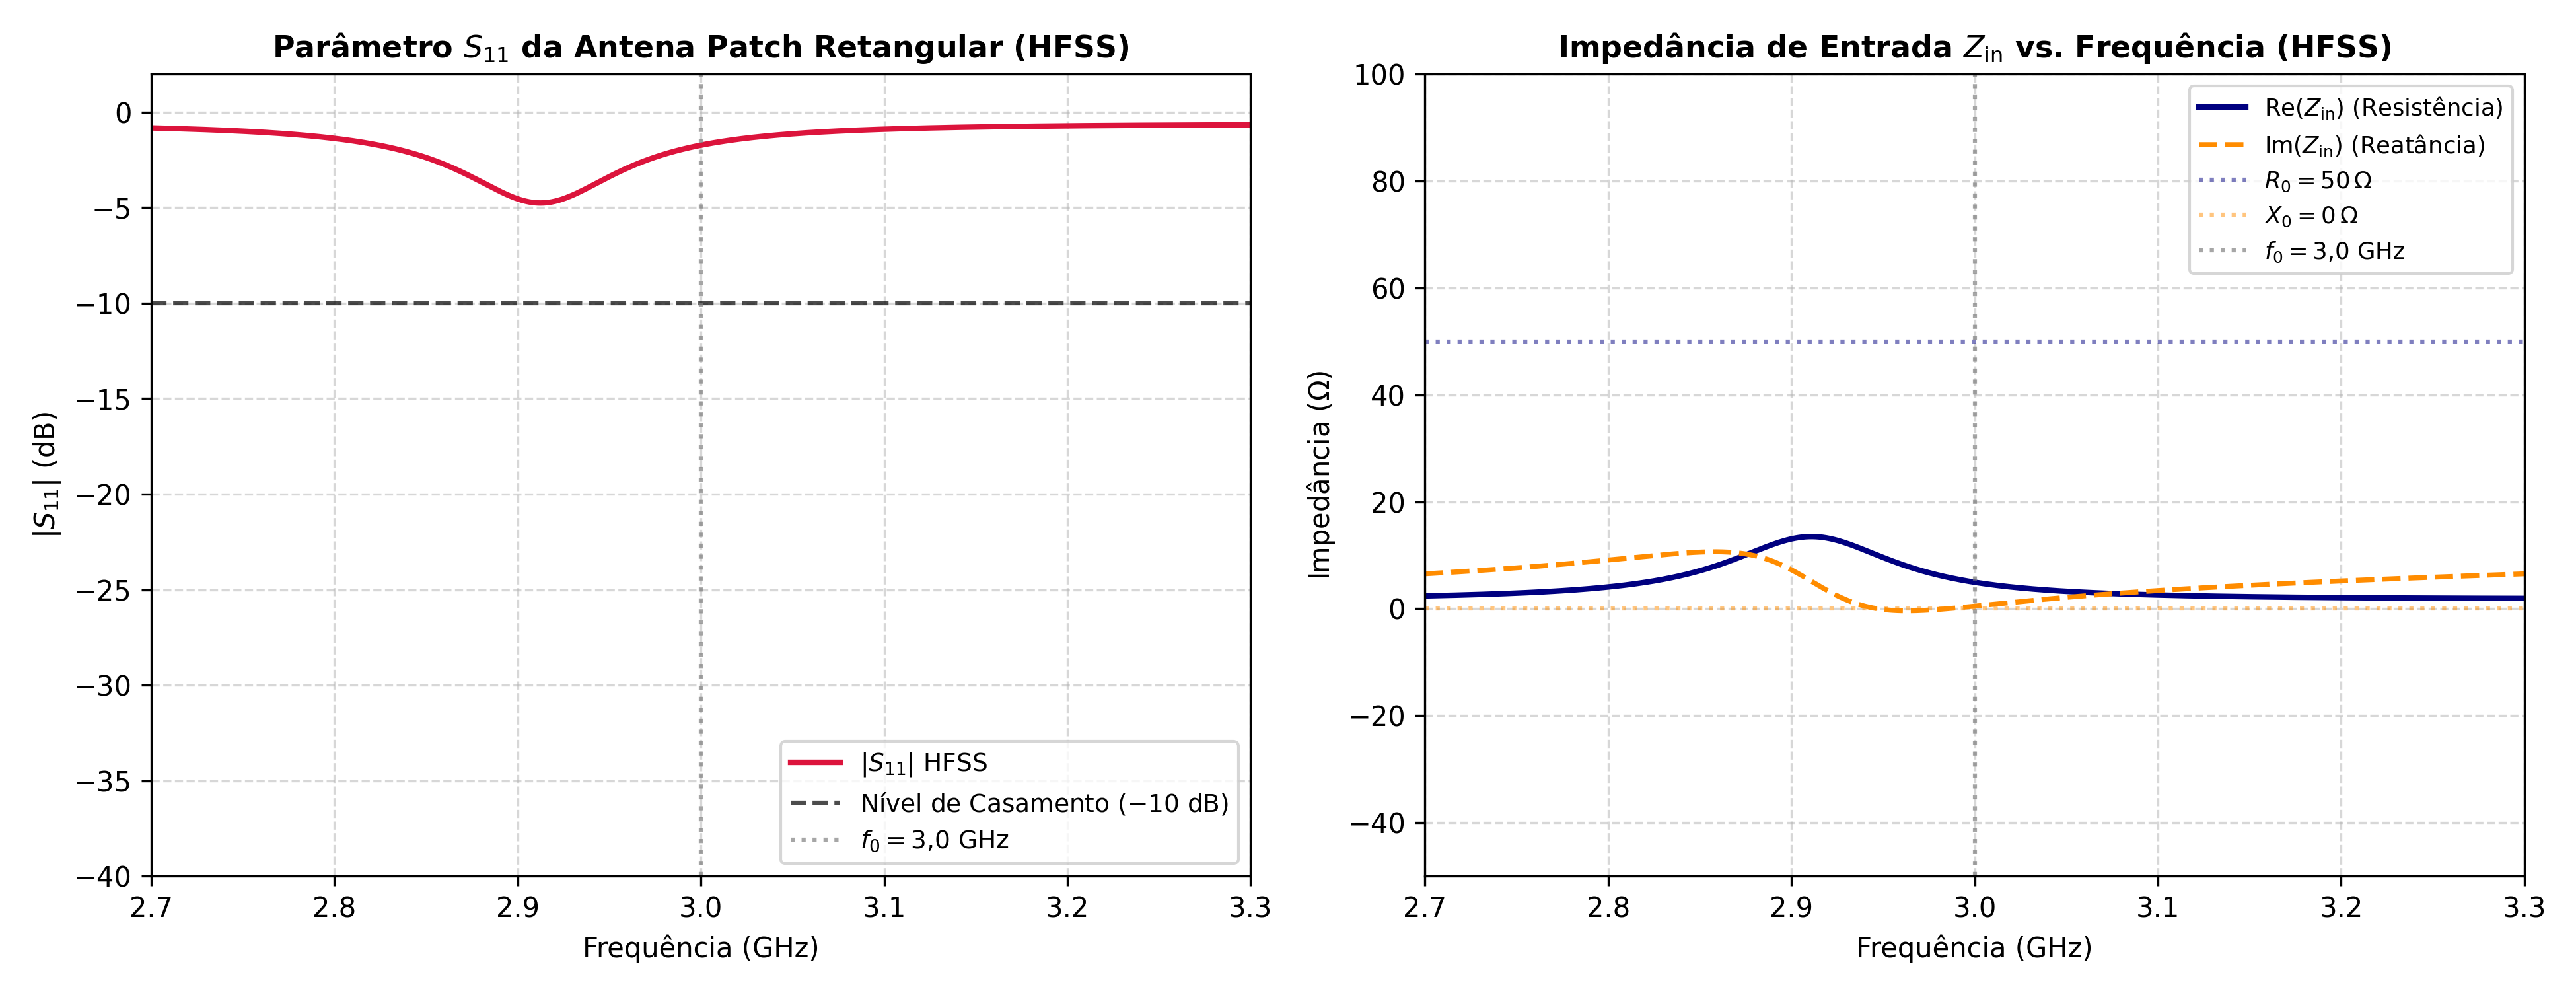 Parâmetro S₁₁ da Antena Patch Retangular (HFSS)
|S₁₁| (dB)
0
−5
−10
−15
−20
−25
−30
−35
−40
2.7 2.8 2.9 3.0 3.1 3.2 3.3
Frequência (GHz)
|S₁₁| HFSS
Nível de Casamento (−10 dB)
f₀ = 3,0 GHz
Impedância de Entrada Zᵢₙ vs. Frequência (HFSS)
Impedância (Ω)
100
80
60
40
20
0
−20
−40
2.7 2.8 2.9 3.0 3.1 3.2 3.3
Frequência (GHz)
Re(Zᵢₙ) (Resistência)
Im(Zᵢₙ) (Reatância)
R₀ = 50 Ω
X₀ = 0 Ω
f₀ = 3,0 GHz